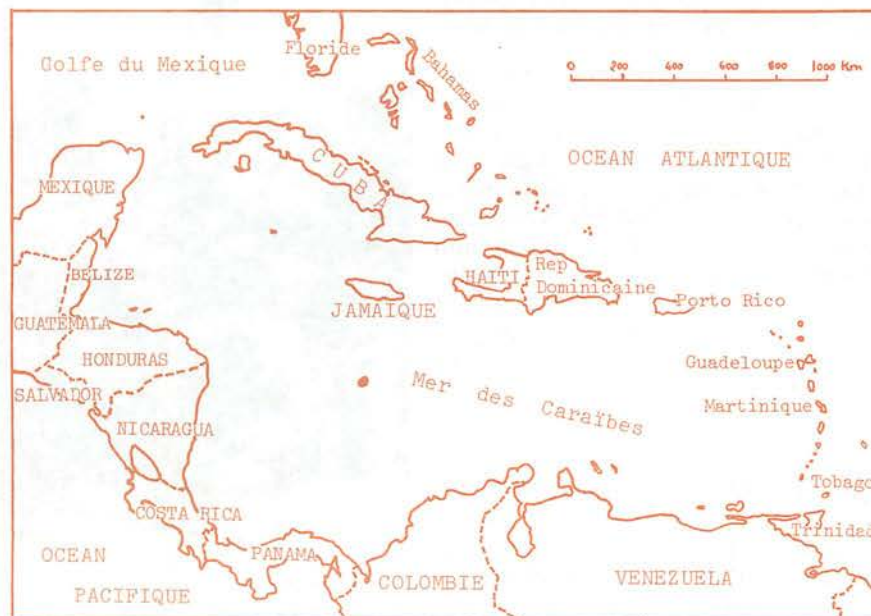 Floride
Golfe du Mexique
Bahamas
0 200 400 600 800 1000 Km
OCEAN ATLANTIQUE
CUBA
MEXIQUE
BELIZE
HAITI
Rep
Dominicaine
JAMAÏQUE
Porto Rico
GUATEMALA
HONDURAS
Guadeloupe
SALVADOR
Mer des Caraïbes
Martinique
NICARAGUA
Tobago
COSTA RICA
Trinidad
OCEAN
PACIFIQUE
PANAMA
COLOMBIE
VENEZUELA